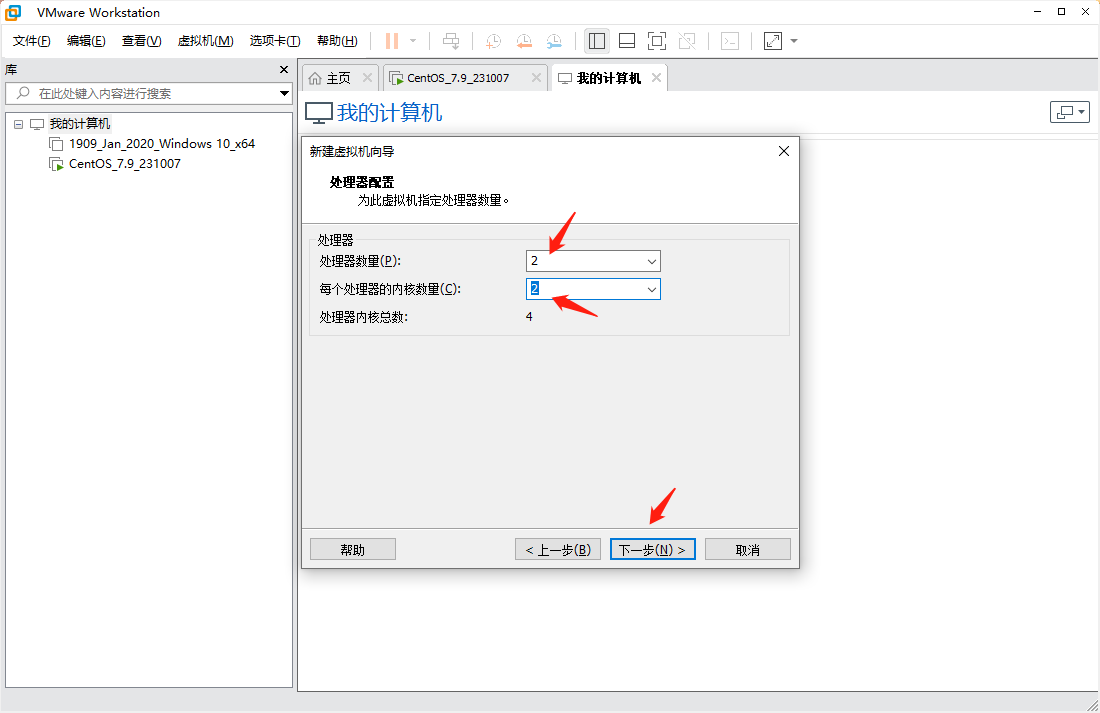 VMware Workstation
文件(F) 编辑(E) 查看(V) 虚拟机(M) 选项卡(T) 帮助(H)
库
在此处键入内容进行搜索
我的计算机
1909_Jan_2020_Windows 10_x64
CentOS_7.9_231007
主页 CentOS_7.9_231007 我的计算机
我的计算机
新建虚拟机向导
处理器配置
为此虚拟机指定处理器数量。
处理器
处理器数量(P): 2
每个处理器的内核数量(C): 2
处理器内核总数: 4
帮助 < 上一步(B) 下一步(N) > 取消